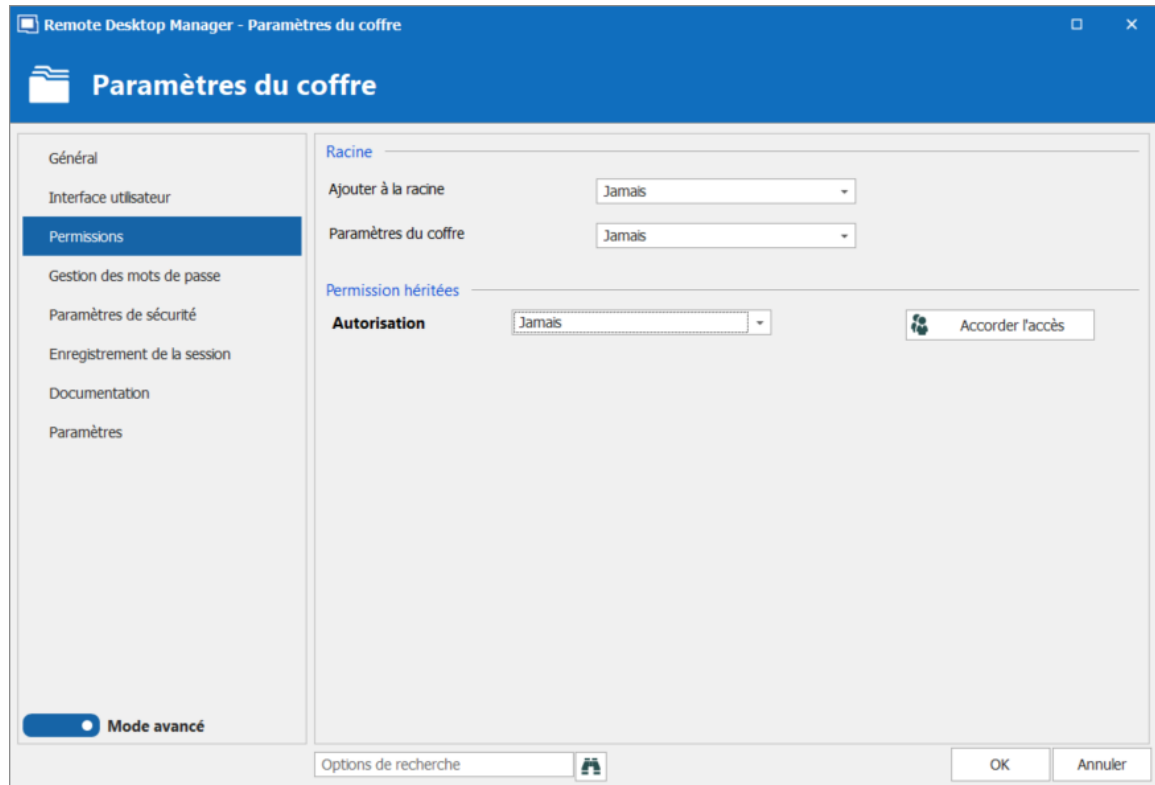 Remote Desktop Manager - Paramètres du coffre
Paramètres du coffre
Général
Interface utilisateur
Permissions
Gestion des mots de passe
Paramètres de sécurité
Enregistrement de la session
Documentation
Paramètres
Mode avancé
Racine
Ajouter à la racine Jamais
Paramètres du coffre Jamais
Permission héritées
Autorisation Jamais Accorder l'accès
Options de recherche
OK Annuler